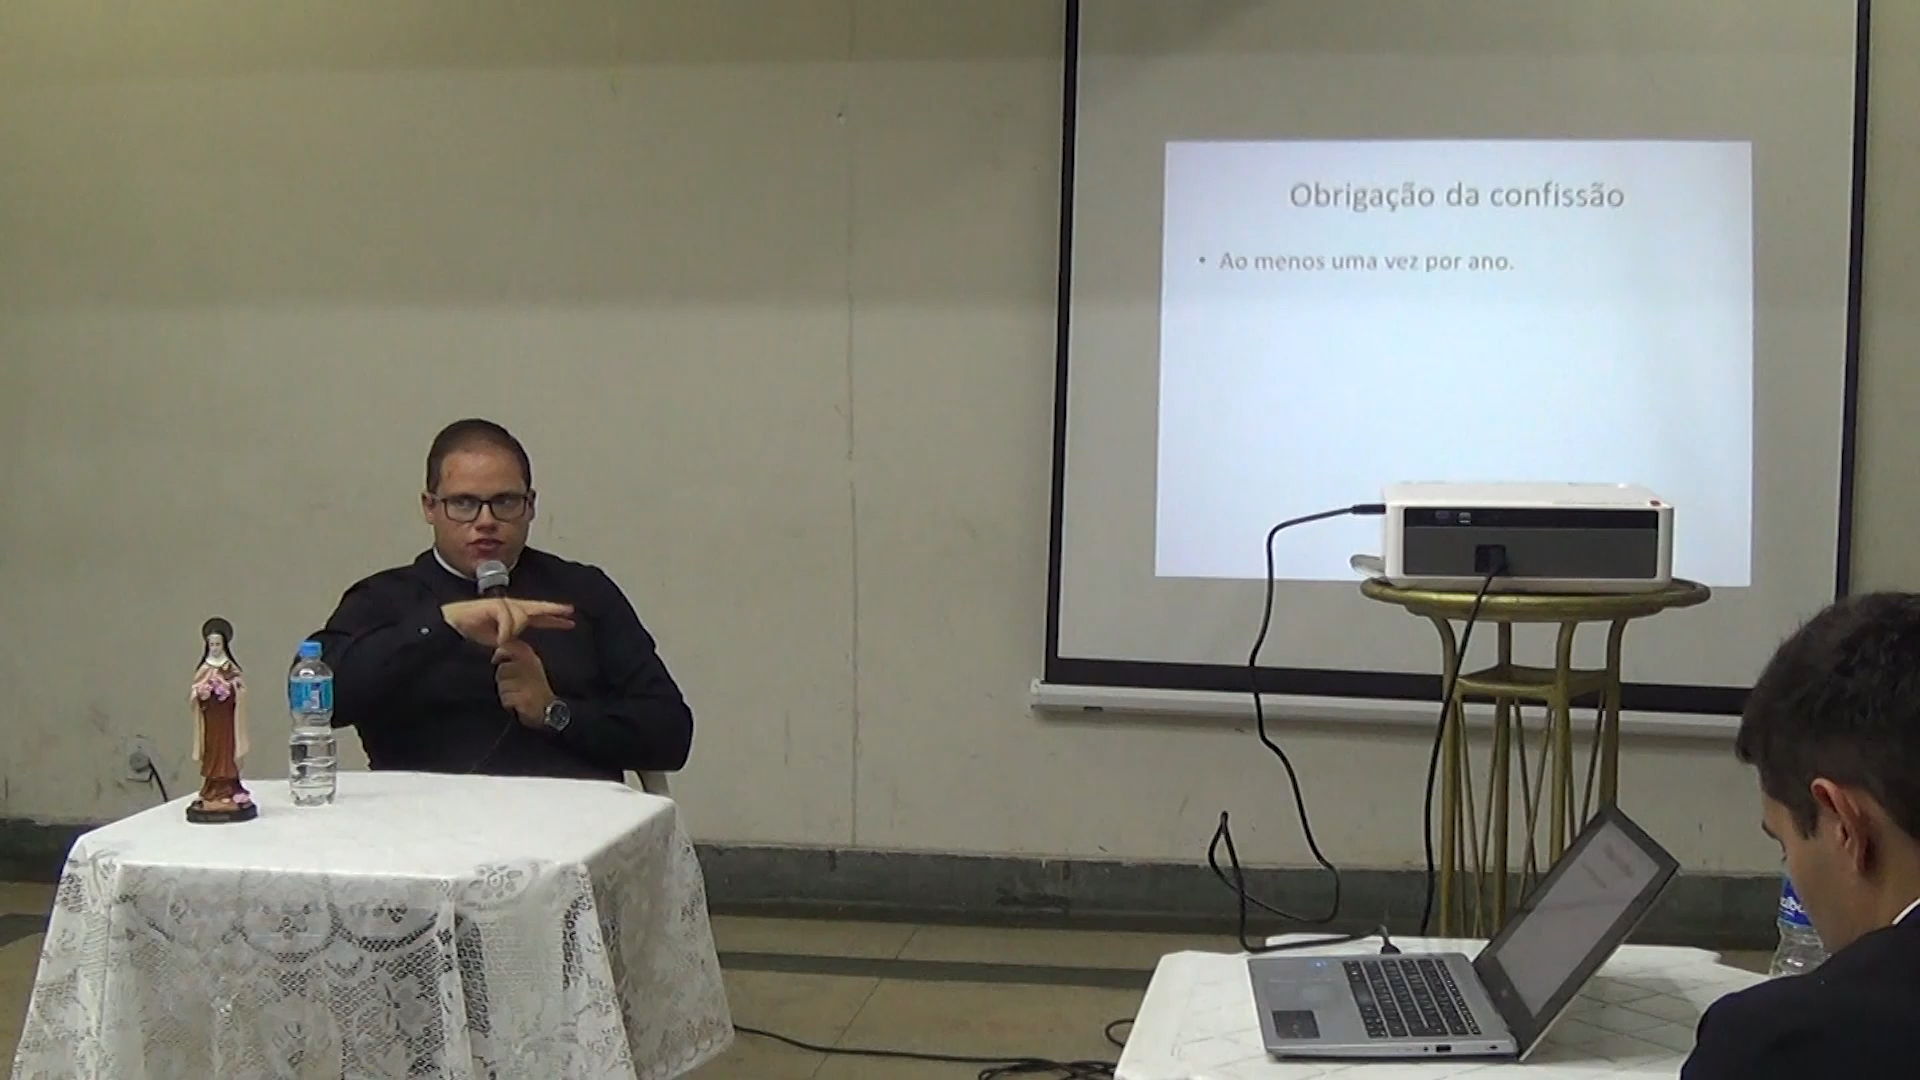 Obrigação da confissão
• Ao menos uma vez por ano.